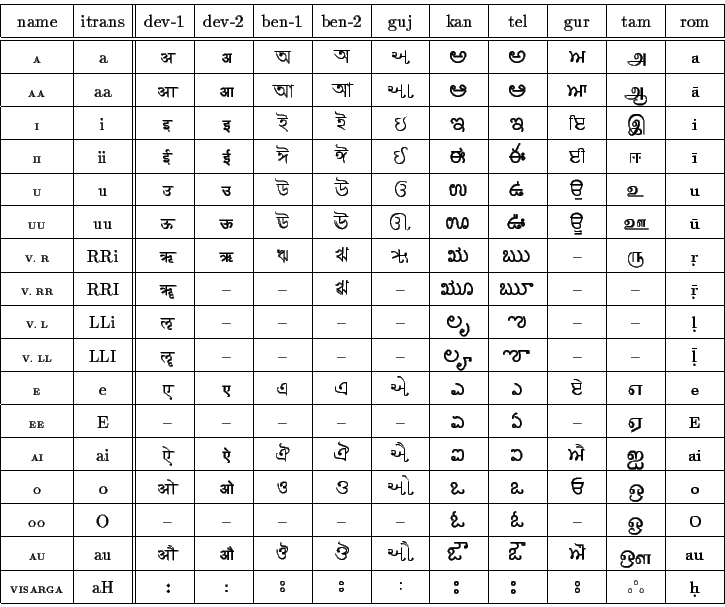 name itrans dev-1 dev-2 ben-1 ben-2 guj kan tel gur tam rom
A a अ अ অ অ અ ಅ అ ਅ அ a
AA aa आ आ আ আ આ ಆ ఆ ਆ ஆ ā
I i इ इ ই ই ઇ ಇ ఇ ਇ இ i
II ii ई ई ঈ ঈ ઈ ಈ ఈ ਈ ஈ ī
U u उ उ উ উ ઉ ಉ ఉ ਉ உ u
UU uu ऊ ऊ উ ঊ ઊ ಊ ఊ ਊ ஊ ū
V. R RRi ऋ ऋ ঋ ঋ ઋ ಋ ఋ – ரு ṛ
V. RR RRI ॠ – – ৠ – ೠ ౠ – – ṝ
V. L LLi ऌ – – – – ಌ ఌ – – ḷ
V. LL LLI ॡ – – – – ೡ ౡ – – ḹ
E e ए ए এ এ એ ಎ ఎ ਏ எ e
EE E – – – – – ಏ ఏ – ஏ E
AI ai ऐ ऐ ঐ ঐ ઐ ಐ ఐ ਐ ஐ ai
O o ओ ओ ও ও ઓ ಒ ఒ ਓ ஒ o
OO O – – – – – ಓ ఓ – ஓ O
AU au औ औ ঔ ঔ ઔ ಔ ఔ ਔ ஔ au
VISARGA aH ः ः ঃ ঃ ઃ ಃ ః ਃ ஃ ḥ